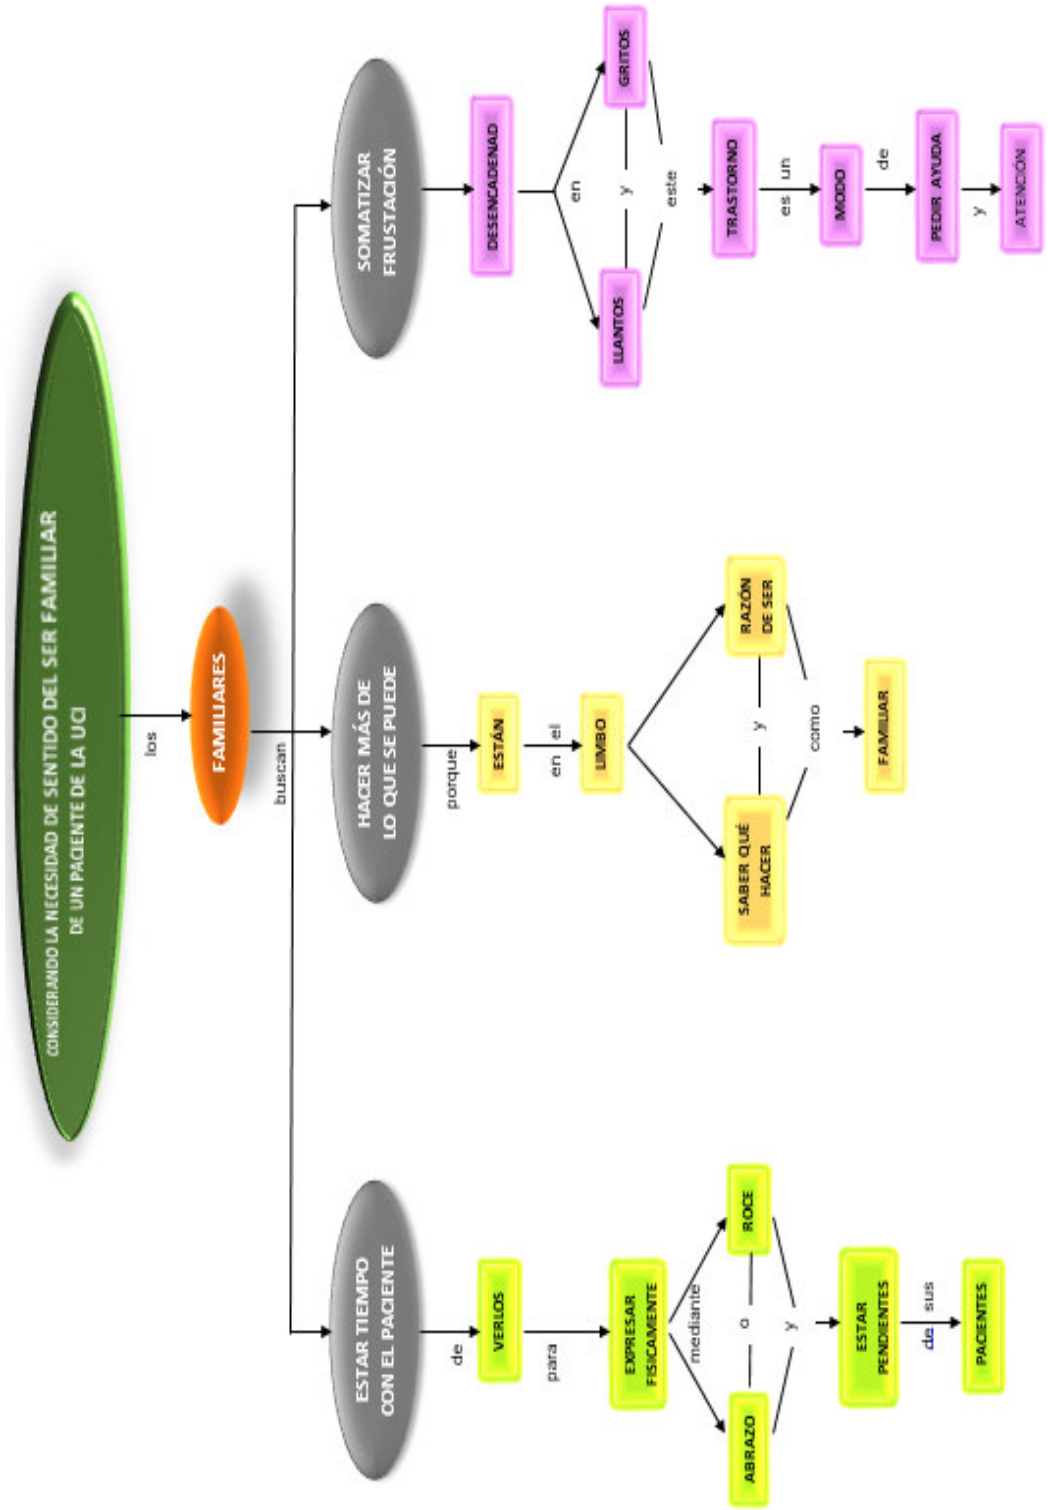 CONSIDERANDO LA NECESIDAD DE SENTIDO DEL SER FAMILIAR
DE UN PACIENTE DE LA UCI
los
FAMILIARES
buscan
ESTAR TIEMPO
CON EL PACIENTE
de
VERLOS
para
EXPRESAR
FISICAMENTE
mediante
ABRAZO
o
ROCE
y
ESTAR
PENDIENTES
de sus
PACIENTES
HACER MÁS DE
LO QUE SE PUEDE
porque
ESTÁN
en el
LIMBO
SABER QUÉ
HACER
y
RAZÓN
DE SER
como
FAMILIAR
SOMATIZAR
FRUSTACIÓN
DESENCADENAD
en
LLANTOS
y
GRITOS
este
TRASTORNO
es un
MODO
de
PEDIR AYUDA
y
ATENCIÓN